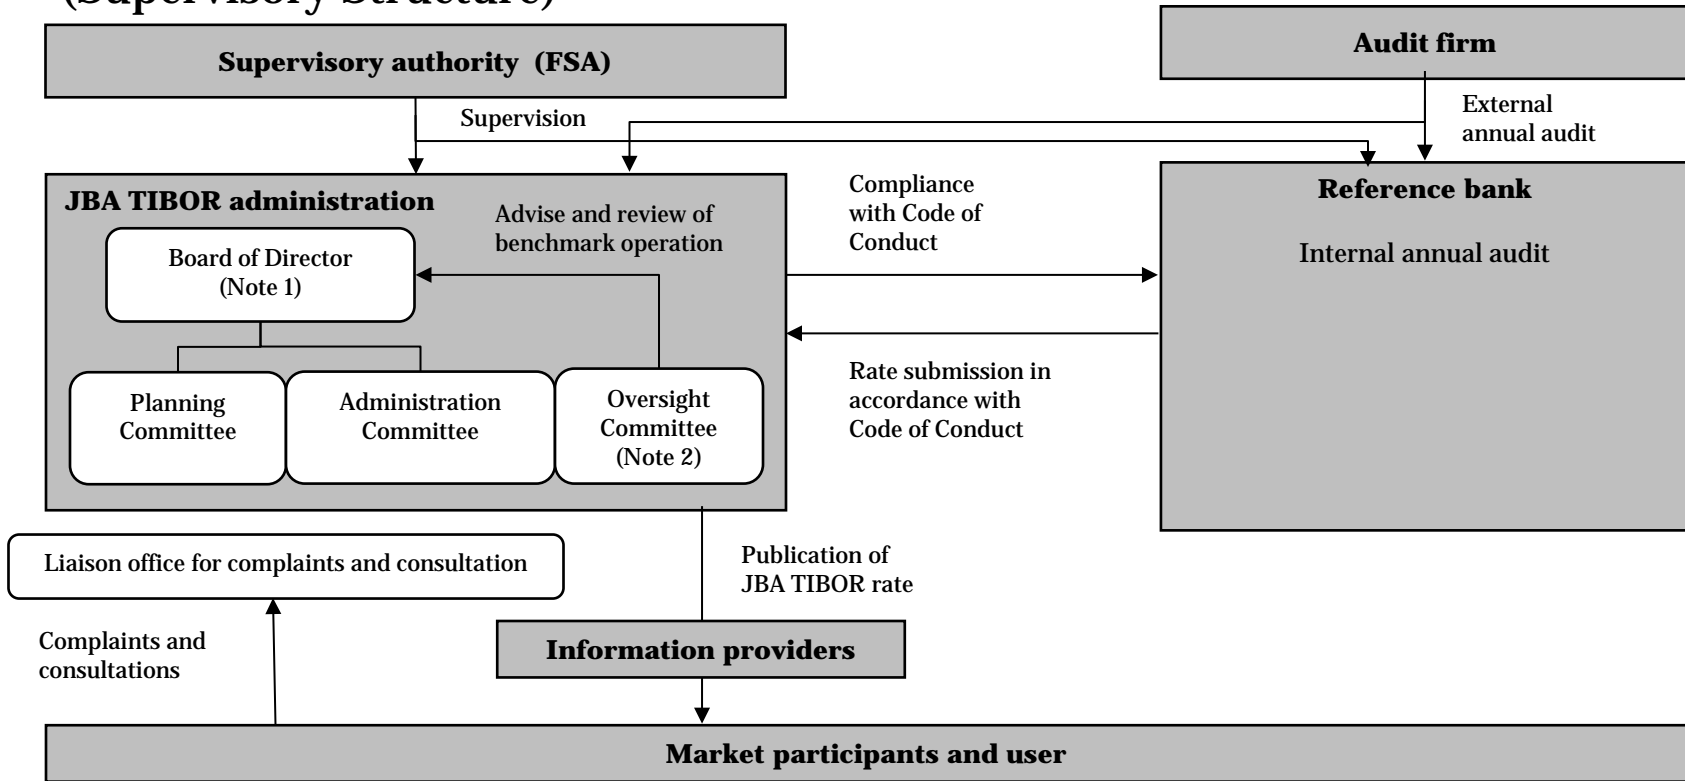 (Supervisory Structure)
Supervisory authority (FSA)
Audit firm
Supervision
External
annual audit
JBA TIBOR administration
Advise and review of
benchmark operation
Board of Director
(Note 1)
Planning
Committee
Administration
Committee
Oversight
Committee
(Note 2)
Compliance
with Code of
Conduct
Rate submission in
accordance with
Code of Conduct
Reference bank
Internal annual audit
Liaison office for complaints and consultation
Publication of
JBA TIBOR rate
Complaints and
consultations
Information providers
Market participants and user